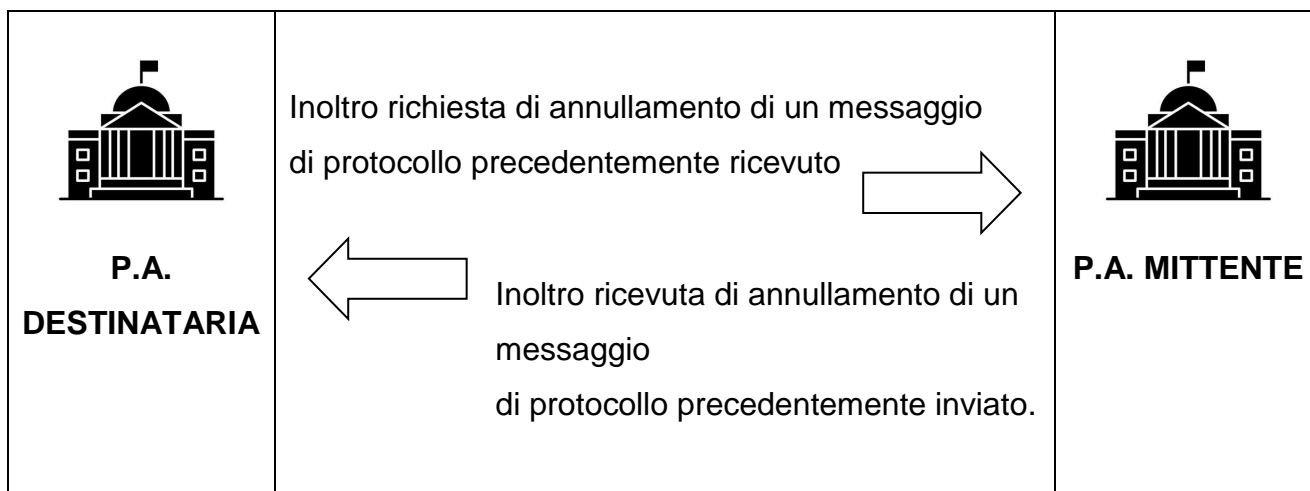 P.A.
DESTINATARIA
Inoltro richiesta di annullamento di un messaggio
di protocollo precedentemente ricevuto
Inoltro ricevuta di annullamento di un
messaggio
di protocollo precedentemente inviato.
P.A. MITTENTE